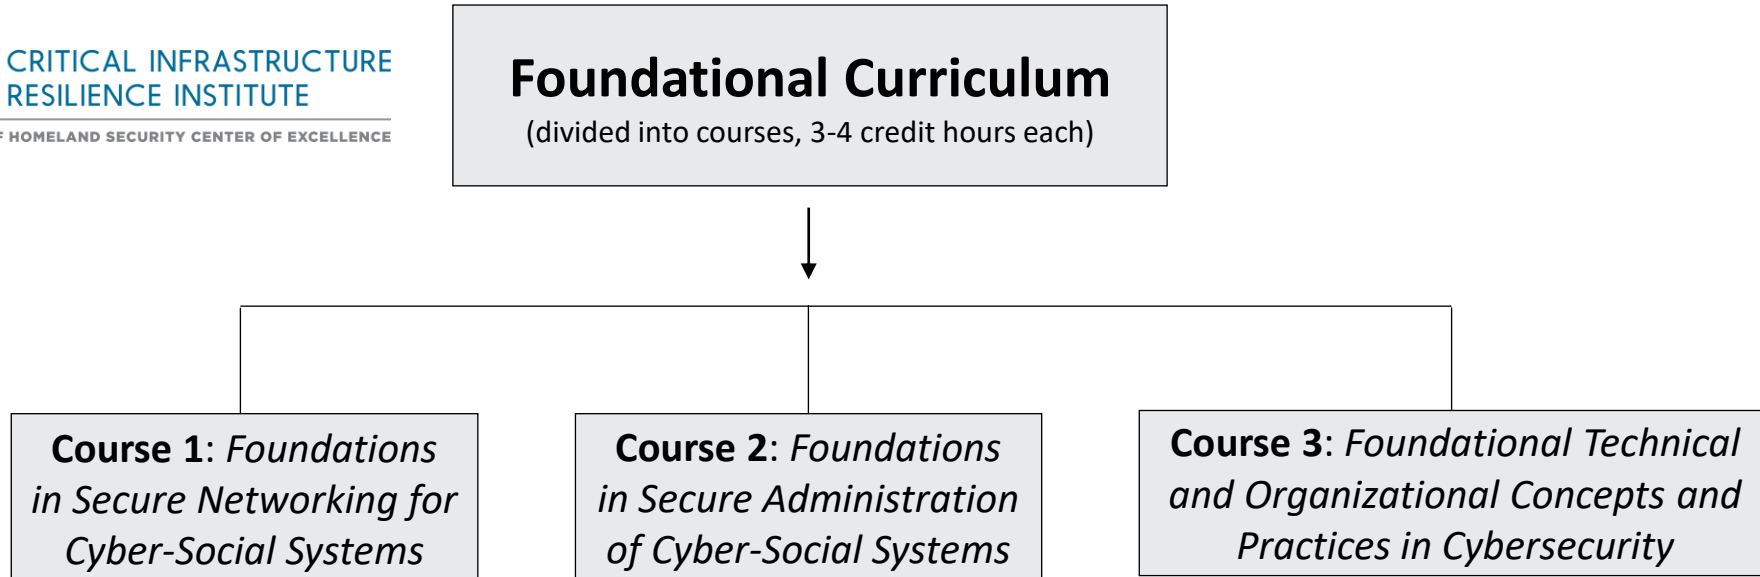 CRITICAL INFRASTRUCTURE
RESILIENCE INSTITUTE
HOMELAND SECURITY CENTER OF EXCELLENCE
Foundational Curriculum
(divided into courses, 3-4 credit hours each)
Course 1: Foundations
in Secure Networking for
Cyber-Social Systems
Course 2: Foundations
in Secure Administration
of Cyber-Social Systems
Course 3: Foundational Technical
and Organizational Concepts and
Practices in Cybersecurity